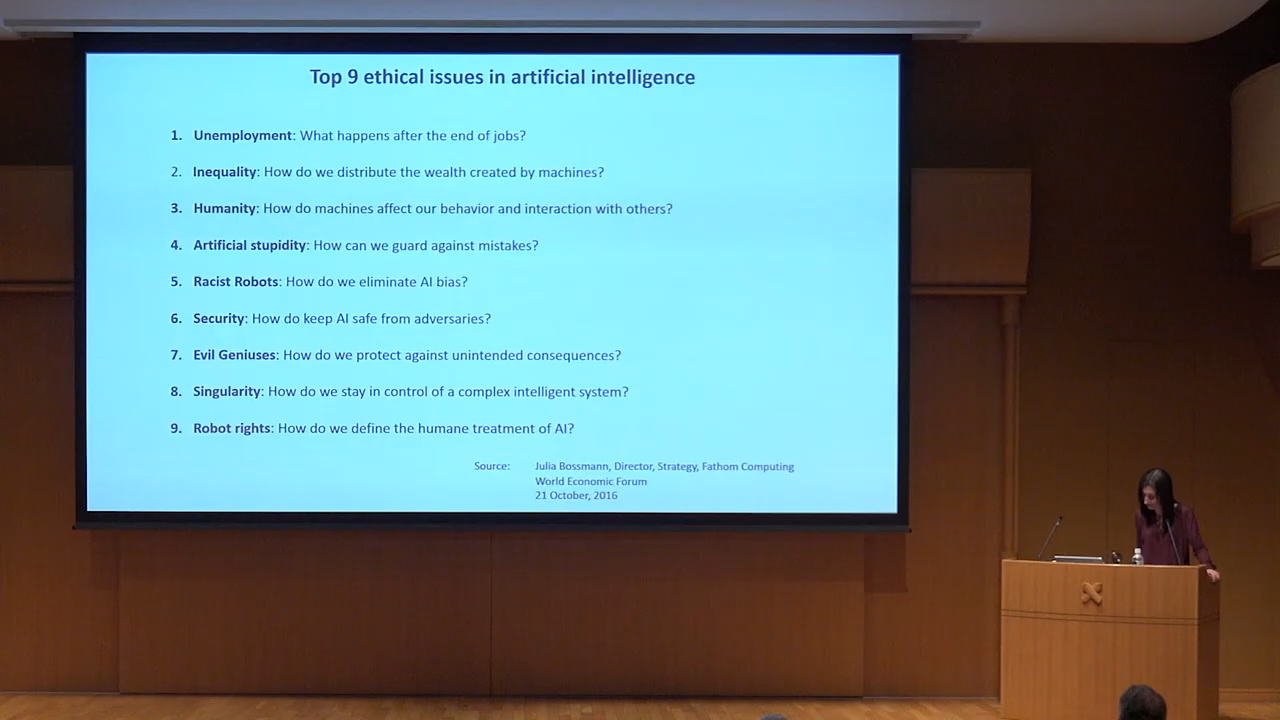 Top 9 ethical issues in artificial intelligence
1. Unemployment: What happens after the end of jobs?
2. Inequality: How do we distribute the wealth created by machines?
3. Humanity: How do machines affect our behavior and interaction with others?
4. Artificial stupidity: How can we guard against mistakes?
5. Racist Robots: How do we eliminate AI bias?
6. Security: How do keep AI safe from adversaries?
7. Evil Geniuses: How do we protect against unintended consequences?
8. Singularity: How do we stay in control of a complex intelligent system?
9. Robot rights: How do we define the humane treatment of AI?
Source: Julia Bossmann, Director, Strategy, Fathom Computing
World Economic Forum
21 October, 2016